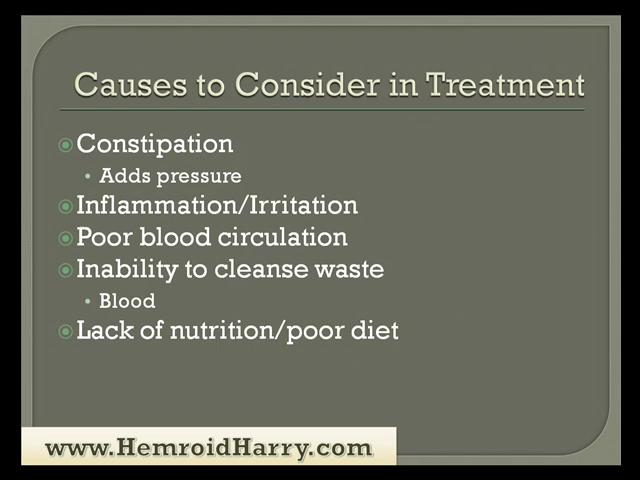 Causes to Consider in Treatment
Constipation
Adds pressure
Inflammation/Irritation
Poor blood circulation
Inability to cleanse waste
Blood
Lack of nutrition/poor diet
www.HemroidHarry.com